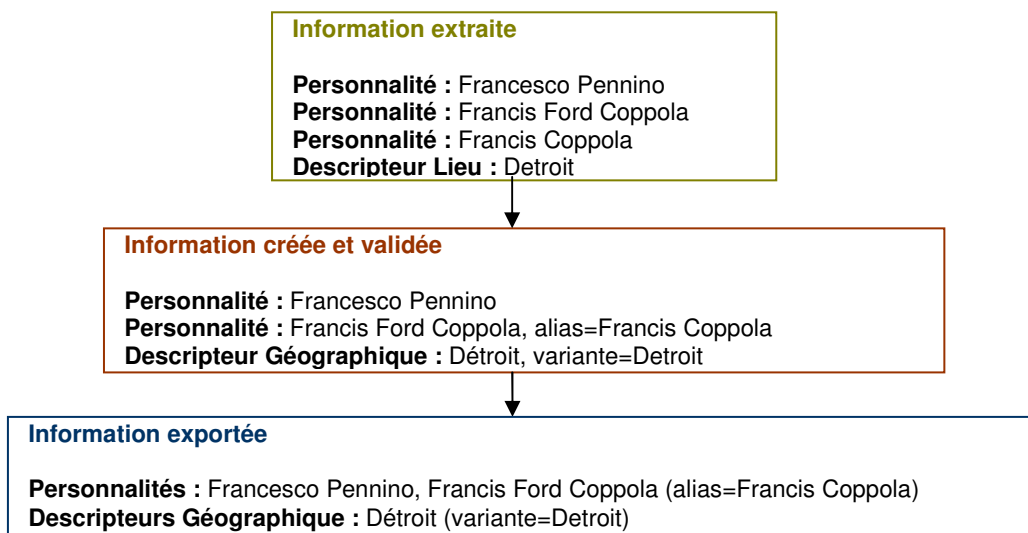 Information extraite
Personnalité : Francesco Pennino
Personnalité : Francis Ford Coppola
Personnalité : Francis Coppola
Descripteur Lieu : Detroit
Information créée et validée
Personnalité : Francesco Pennino
Personnalité : Francis Ford Coppola, alias=Francis Coppola
Descripteur Géographique : Détroit, variante=Detroit
Information exportée
Personnalités : Francesco Pennino, Francis Ford Coppola (alias=Francis Coppola)
Descripteurs Géographique : Détroit (variante=Detroit)